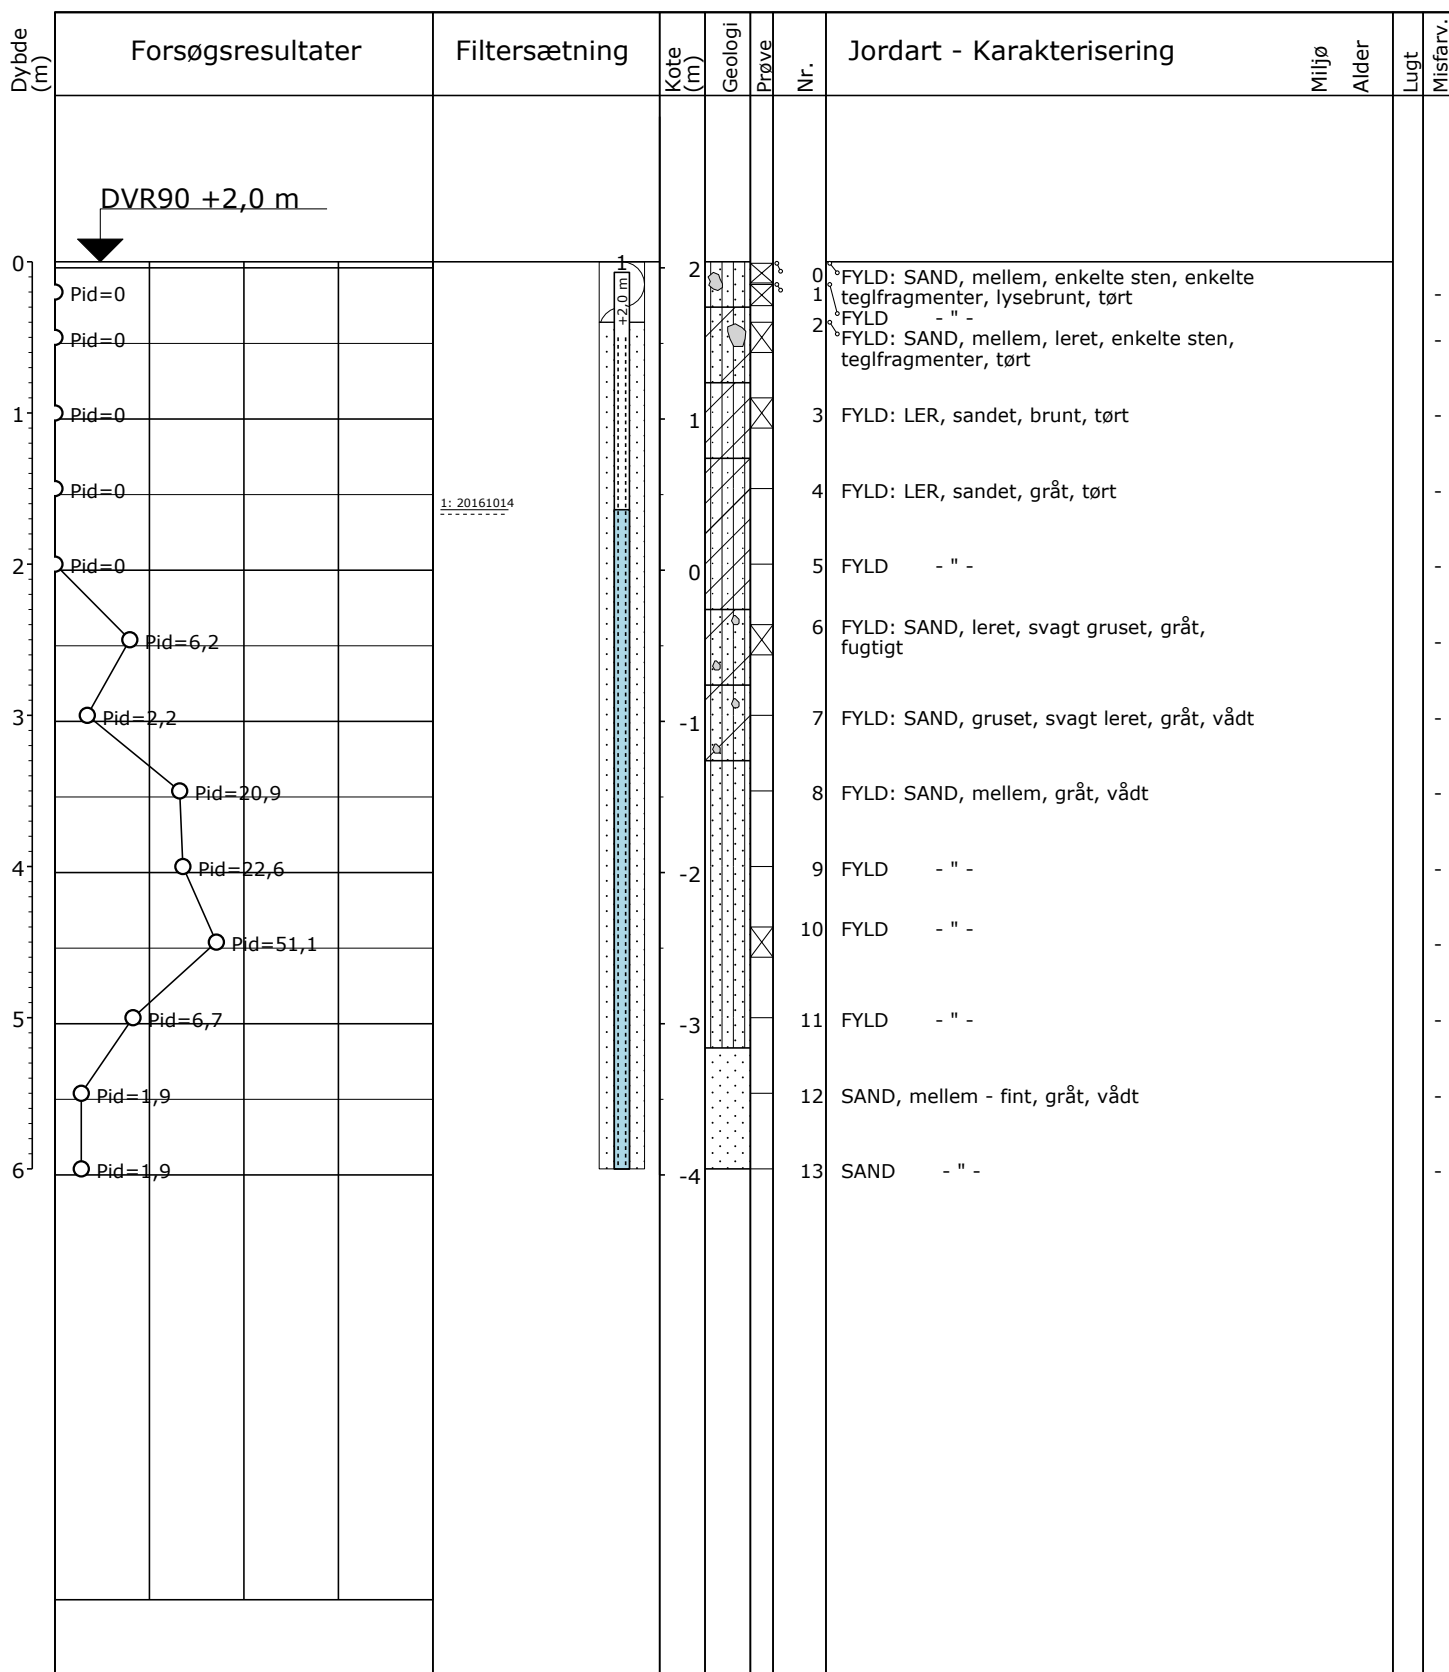 Dybde (m)
Forsøgsresultater
Filtersætning
Kote (m)
Geologi
Prøve
Nr.
Jordart - Karakterisering
Miljø
Alder
Lugt
Misfarv.
DVR90 +2,0 m
0
1
2
3
4
5
6
Pid=0
Pid=0
Pid=0
Pid=0
Pid=0
Pid=6,2
Pid=2,2
Pid=20,9
Pid=22,6
Pid=51,1
Pid=6,7
Pid=1,9
Pid=1,9
1: 20161014
1
+2,0 m
2
1
0
-1
-2
-3
-4
0 FYLD: SAND, mellem, enkelte sten, enkelte
teglfragmenter, lysebrunt, tørt
1 FYLD - " - -
2 FYLD: SAND, mellem, leret, enkelte sten, -
teglfragmenter, tørt
3 FYLD: LER, sandet, brunt, tørt -
4 FYLD: LER, sandet, gråt, tørt -
5 FYLD - " - -
6 FYLD: SAND, leret, svagt gruset, gråt,
fugtigt -
7 FYLD: SAND, gruset, svagt leret, gråt, vådt -
8 FYLD: SAND, mellem, gråt, vådt -
9 FYLD - " - -
10 FYLD - " - -
11 FYLD - " - -
12 SAND, mellem - fint, gråt, vådt -
13 SAND - " - -